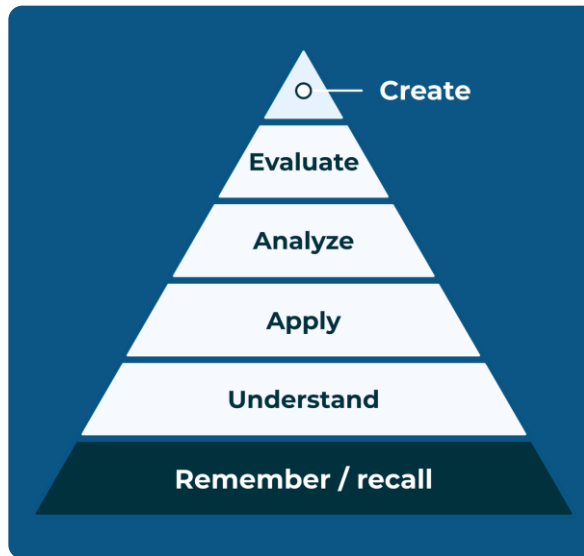 Create
Evaluate
Analyze
Apply
Understand
Remember / recall